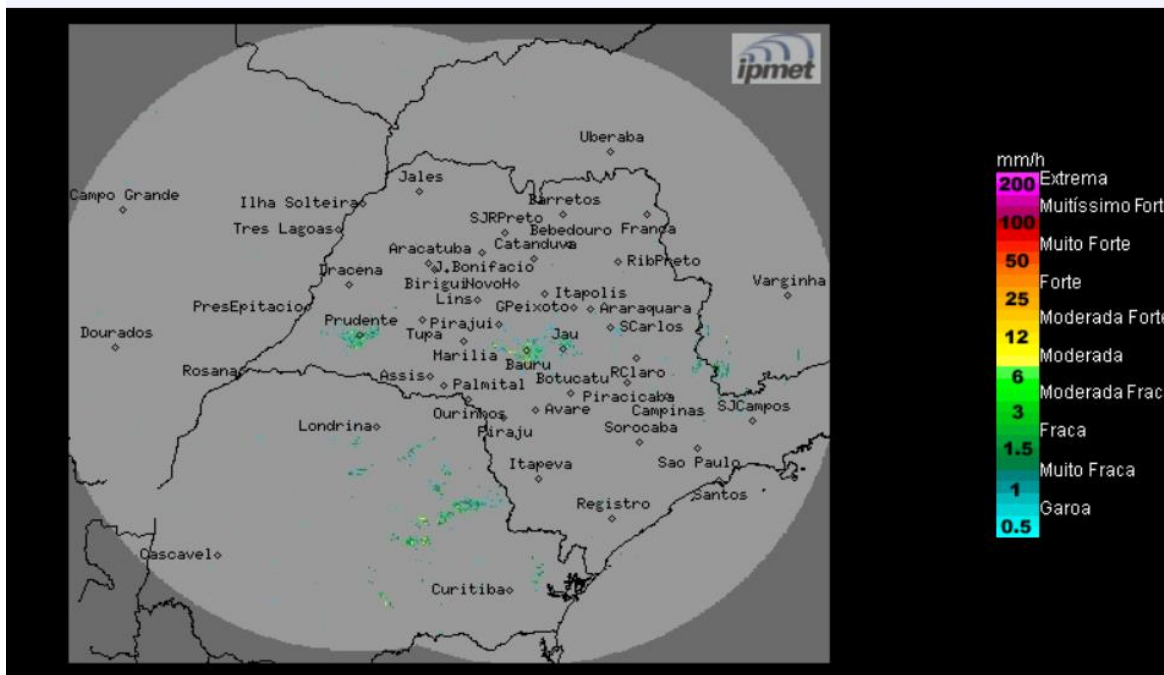 ipmet
Uberaba
Jales
Campo Grande
Ilha Solteira
Barretos
SJRPreto
Tres Lagoas
Bebedouro
Franca
Aracatuba
Catanduva
J.Bonifacio
RibPreto
Dracena
Varginha
Birigui
NovoH
Itapolis
Lins
PresEpitacio
GPeixoto
Araraquara
Prudente
Pirajui
SCarlos
Dourados
Tupa
Jau
Marilia
Bauru
Rosana
Assis
Botucatu
RClaro
Palmital
Piracicaba
Ourinhos
Avare
Campinas
SJCampos
Londrina
Piraju
Sorocaba
Itapeva
Sao Paulo
Santos
Registro
Cascavel
Curitiba
mm/h
200 Extrema
Muitíssimo Fort
100
Muito Forte
50
Forte
25
Moderada Forte
12
Moderada
6
Moderada Frac
3
Fraca
1.5
Muito Fraca
1
Garoa
0.5